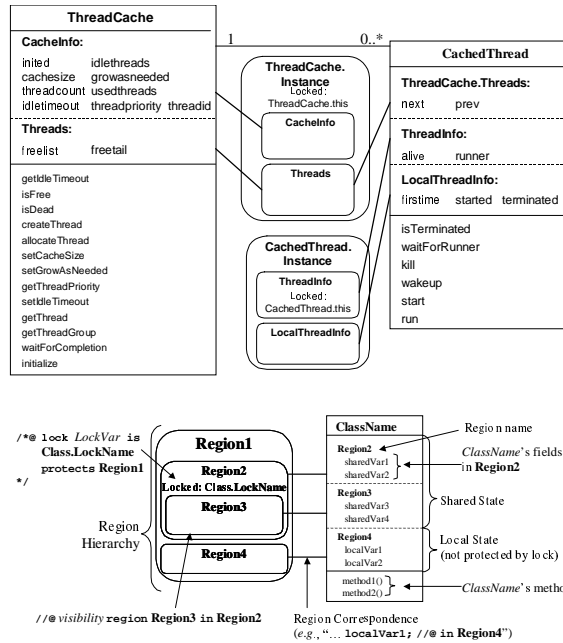 ThreadCache
CacheInfo:
inited idlethreads
cachesize growasneeded
threadcount usedthreads
idletimeout threadpriority threadid
Threads:
freelist freetail
getIdleTimeout
isFree
isDead
createThread
allocateThread
setCacheSize
setGrowAsNeeded
getThreadPriority
setIdleTimeout
getThread
getThreadGroup
waitForCompletion
initialize
1 0..*
ThreadCache.
Instance
Locked:
ThreadCache.this
CacheInfo
Threads
CachedThread.
Instance
ThreadInfo
Locked:
CachedThread.this
LocalThreadInfo
CachedThread
ThreadCache.Threads:
next prev
ThreadInfo:
alive runner
LocalThreadInfo:
firstime started terminated
isTerminated
waitForRunner
kill
wakeup
start
run
/*@ lock LockVar is
Class.LockName
protects Region1
*/
Region
Hierarchy
Region1
Region2
Locked: Class.LockName
Region3
Region4
//@ visibility region Region3 in Region2
ClassName
Region2
sharedVar1
sharedVar2
Region3
sharedVar3
sharedVar4
Region4
localVar1
localVar2
method1()
method2()
Region name
ClassName's fields
in Region2
Shared State
Local State
(not protected by lock)
ClassName's metho
Region Correspondence
(e.g., "... localVar1; //@ in Region4")